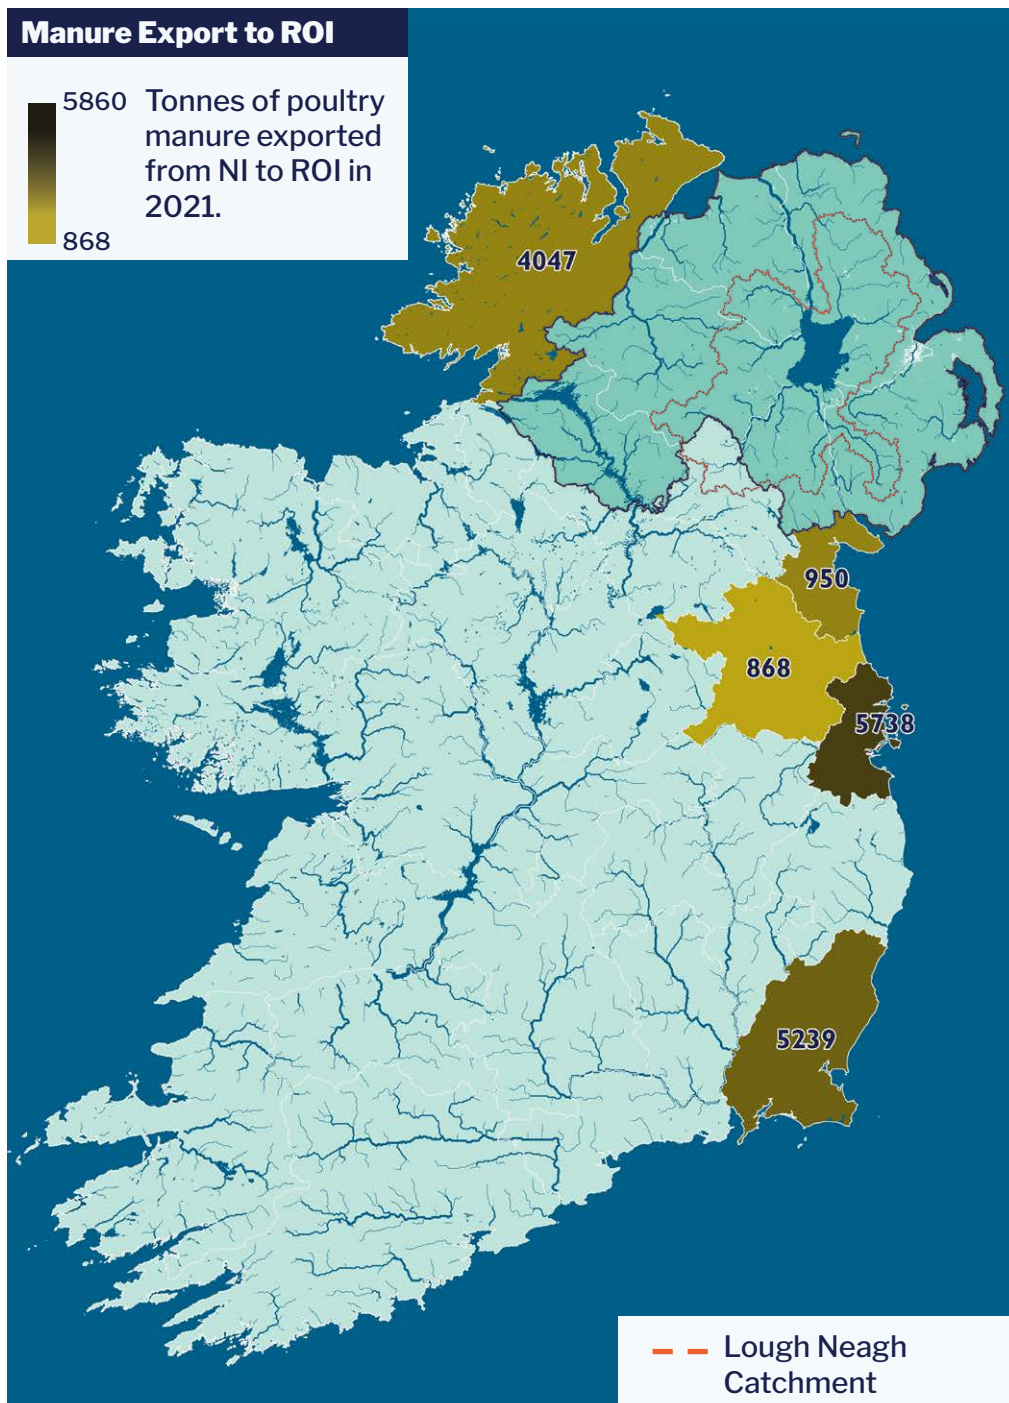 Manure Export to ROI
5860
Tonnes of poultry
manure exported
from NI to ROI in
2021.
868
4047
950
868
5738
5239
Lough Neagh
Catchment